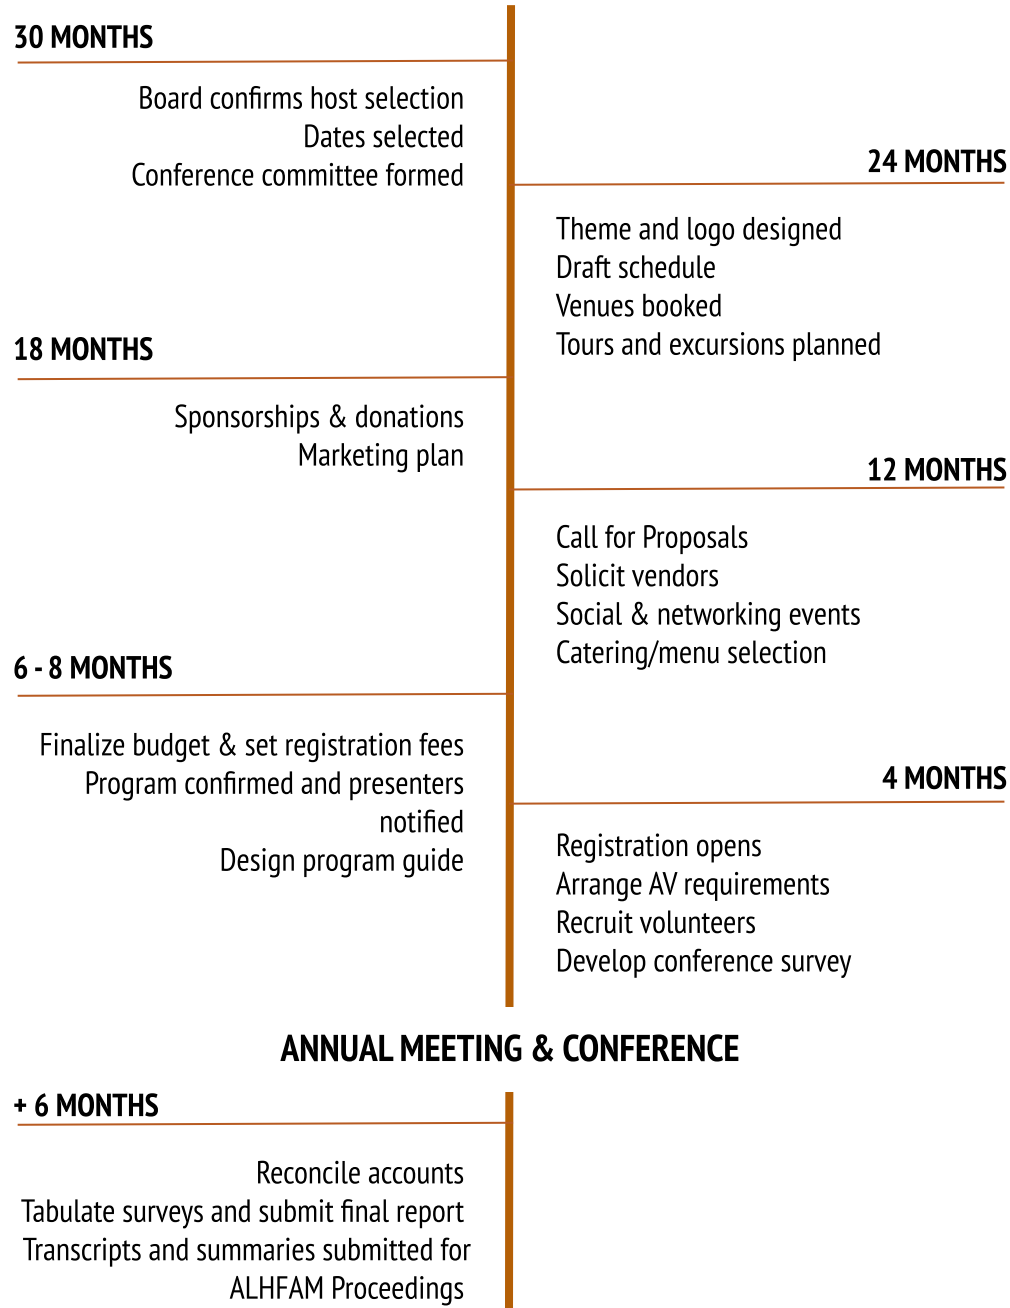 30 MONTHS
Board confirms host selection
Dates selected
Conference committee formed
24 MONTHS
Theme and logo designed
Draft schedule
Venues booked
Tours and excursions planned
18 MONTHS
Sponsorships & donations
Marketing plan
12 MONTHS
Call for Proposals
Solicit vendors
Social & networking events
Catering/menu selection
6 - 8 MONTHS
Finalize budget & set registration fees
Program confirmed and presenters
notified
Design program guide
4 MONTHS
Registration opens
Arrange AV requirements
Recruit volunteers
Develop conference survey
ANNUAL MEETING & CONFERENCE
+ 6 MONTHS
Reconcile accounts
Tabulate surveys and submit final report
Transcripts and summaries submitted for
ALHFAM Proceedings